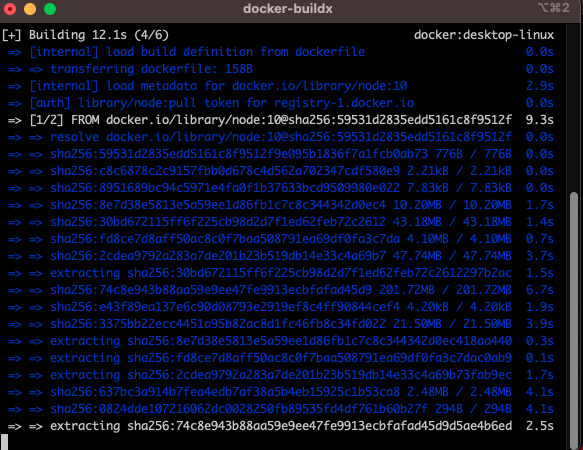 docker-buildx
⌥⌘2
[+] Building 12.1s (4/6) docker:desktop-linux
=> [internal] load build definition from dockerfile 0.0s
=> => transferring dockerfile: 158B 0.0s
=> [internal] load metadata for docker.io/library/node:10 2.9s
=> [auth] library/node:pull token for registry-1.docker.io 0.0s
=> [1/2] FROM docker.io/library/node:10@sha256:59531d2835edd5161c8f9512f 9.3s
=> => resolve docker.io/library/node:10@sha256:59531d2835edd5161c8f9512f 0.0s
=> => sha256:59531d2835edd5161c8f9512f9e095b1836f7a1fcb0ab73 776B / 776B 0.0s
=> => sha256:c8c6878c2c9157fbb0d678c4d562a702347cdf580e9 2.21kB / 2.21kB 0.0s
=> => sha256:8951689bc94c5971e4fa0f1b37633bcd9509980e022 7.83kB / 7.83kB 0.0s
=> => sha256:8e7d38e5813e5a59ee1d86fb1c7c8c344342d0ec4 10.20MB / 10.20MB 1.7s
=> => sha256:30bd672115ff6f225cb98d2d7f1ed62feb72c2612 43.18MB / 43.18MB 1.4s
=> => sha256:fd8ce7d8aff50ac8c0f7baa508791ea69df0fa3c7da 4.10MB / 4.10MB 0.7s
=> => sha256:2cdea9792a283a7de201b23b519db14e33c4a69b7 47.74MB / 47.74MB 3.7s
=> => extracting sha256:30bd672115ff6f225cb98d2d7f1ed62feb72c2612297b2ac 1.5s
=> => sha256:74c8e943b88aa59e9ee47fe9913ecbfafad45d9 201.72MB / 201.72MB 6.7s
=> => sha256:e43f89ea137e6c90d08793e2919ef8c4ff90844cef4 4.20kB / 4.20kB 1.9s
=> => sha256:3375bb22ecc4451a95b82ac8d1fc46fb8c34fd022 21.50MB / 21.50MB 3.9s
=> => extracting sha256:8e7d38e5813e5a59ee1d86fb1c7c8c344342d0ec418aa440 0.3s
=> => extracting sha256:fd8ce7d8aff50ac8c0f7baa508791ea69df0fa3c7dac0ab9 0.1s
=> => extracting sha256:2cdea9792a283a7de201b23b519db14e33c4a69b73fab9ec 1.7s
=> => sha256:637bc3a914b7fea4edb7af38a5b4eb15925c1b53ca8 2.48MB / 2.48MB 4.1s
=> => sha256:0824dde107216062dc0028250fb89535fd4df761b60b27f 294B / 294B 4.1s
=> => extracting sha256:74c8e943b88aa59e9ee47fe9913ecbfafad45d9d5ae4b6ed 2.5s